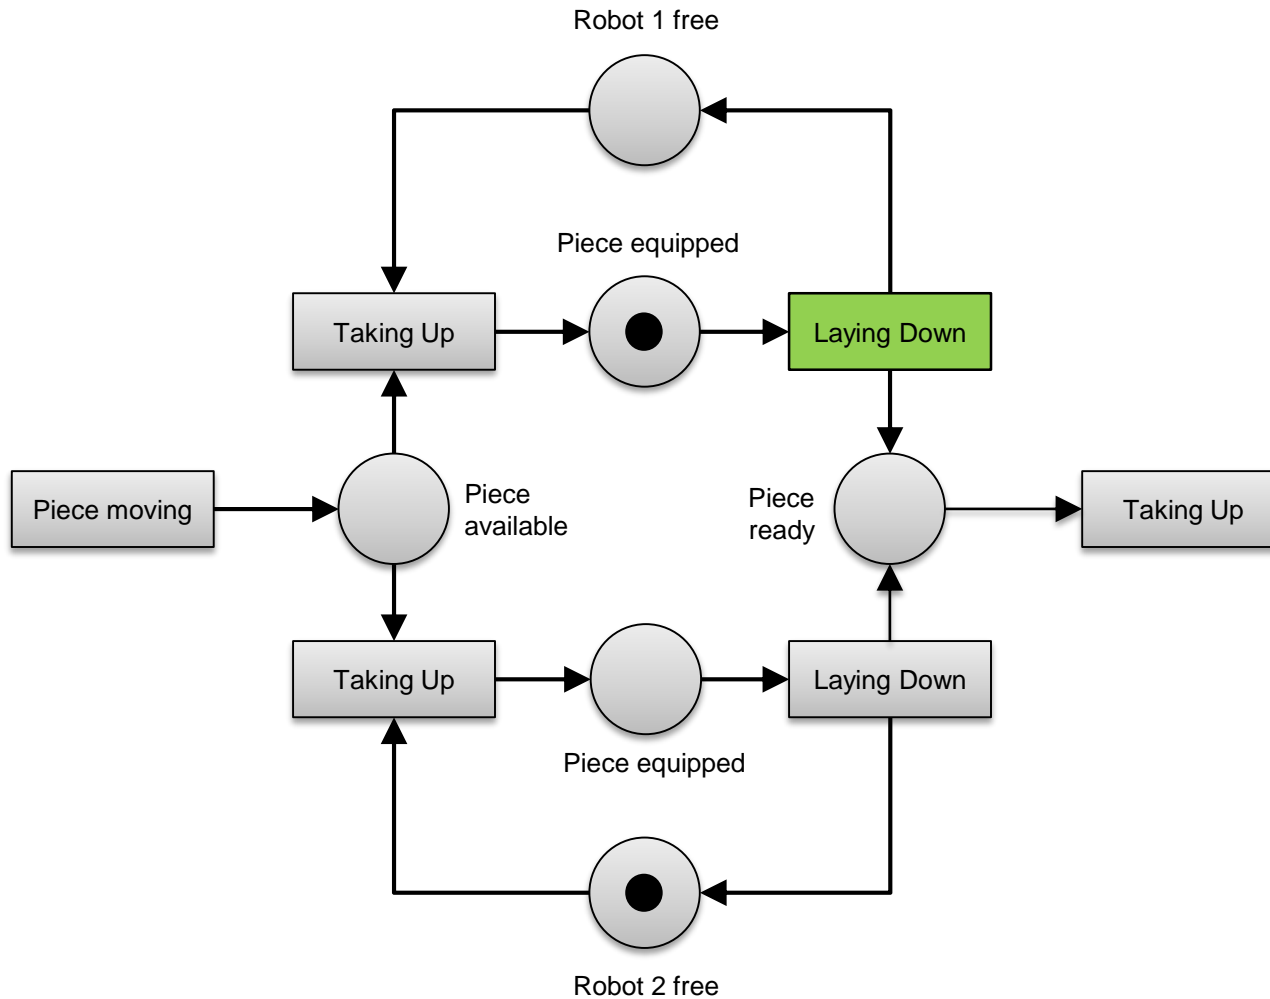 Robot 1 free
Piece equipped
Taking Up
Laying Down
Piece moving
Piece
available
Piece
ready
Taking Up
Taking Up
Laying Down
Piece equipped
Robot 2 free